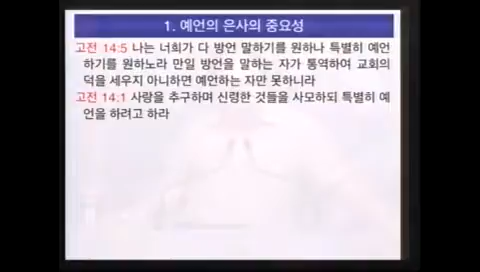 1. 예언의 은사의 중요성
고전 14:5 나는 너희가 다 방언 말하기를 원하나 특별히 예언
하기를 원하노라 만일 방언을 말하는 자가 통역하여 교회의
덕을 세우지 아니하면 예언하는 자만 못하니라
고전 14:1 사랑을 추구하며 신령한 것들을 사모하되 특별히 예
언을 하려고 하라